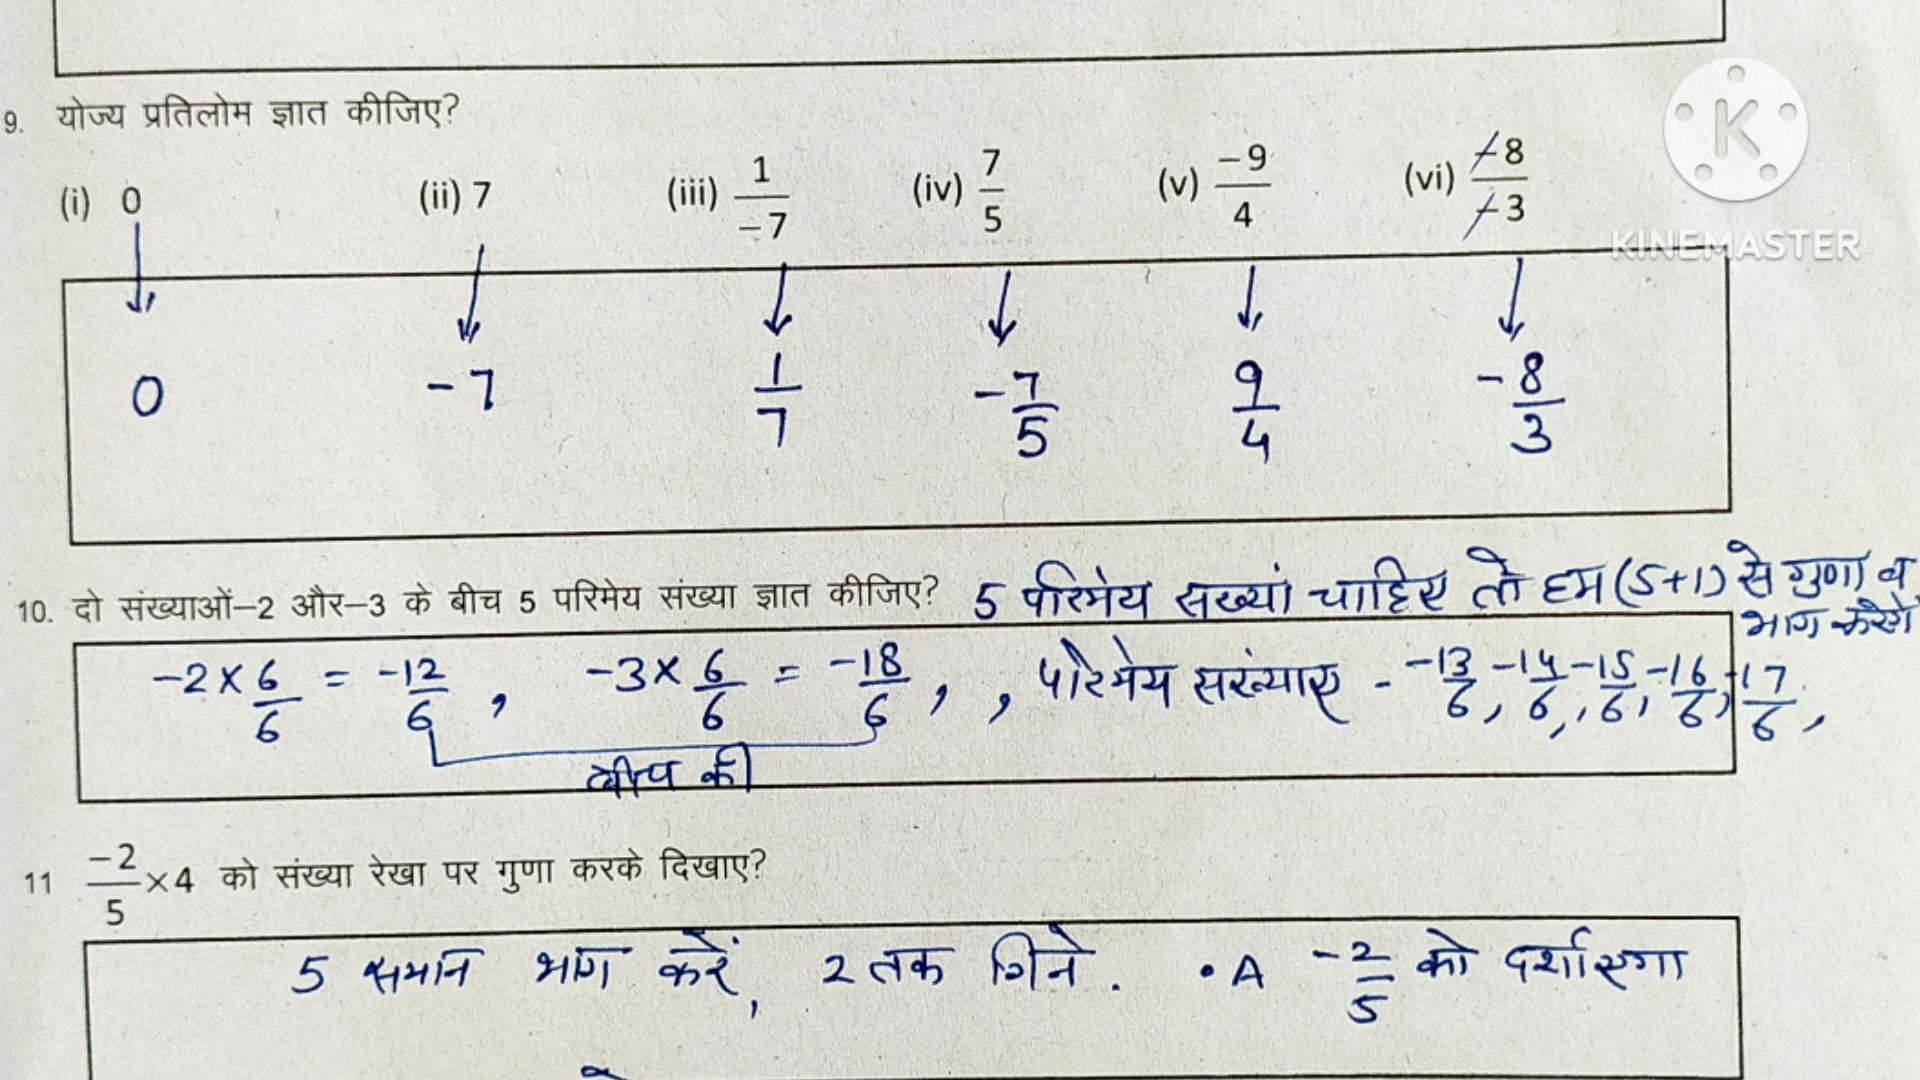 9. योज्य प्रतिलोम ज्ञात कीजिए?
(i) 0 (ii) 7 (iii) 1/-7 (iv) 7/5 (v) -9/4 (vi) -8/-3
KINEMASTER
0 -7 1/7 -7/5 9/4 -8/3
10. दो संख्याओं-2 और-3 के बीच 5 परिमेय संख्या ज्ञात कीजिए? 5 परिमेय संख्यां चाहिए तो हम (5+1) से गुणा व
भाग करेंगे
-2 × 6/6 = -12/6 , -3 × 6/6 = -18/6 , , परिमेय संख्याए - -13/6, -14/6, -15/6, -16/6, -17/6,
बीच की
11 -2/5 ×4 को संख्या रेखा पर गुणा करके दिखाए?
5 समान भाग करें, 2 तक गिने . • A -2/5 को दर्शाएगा